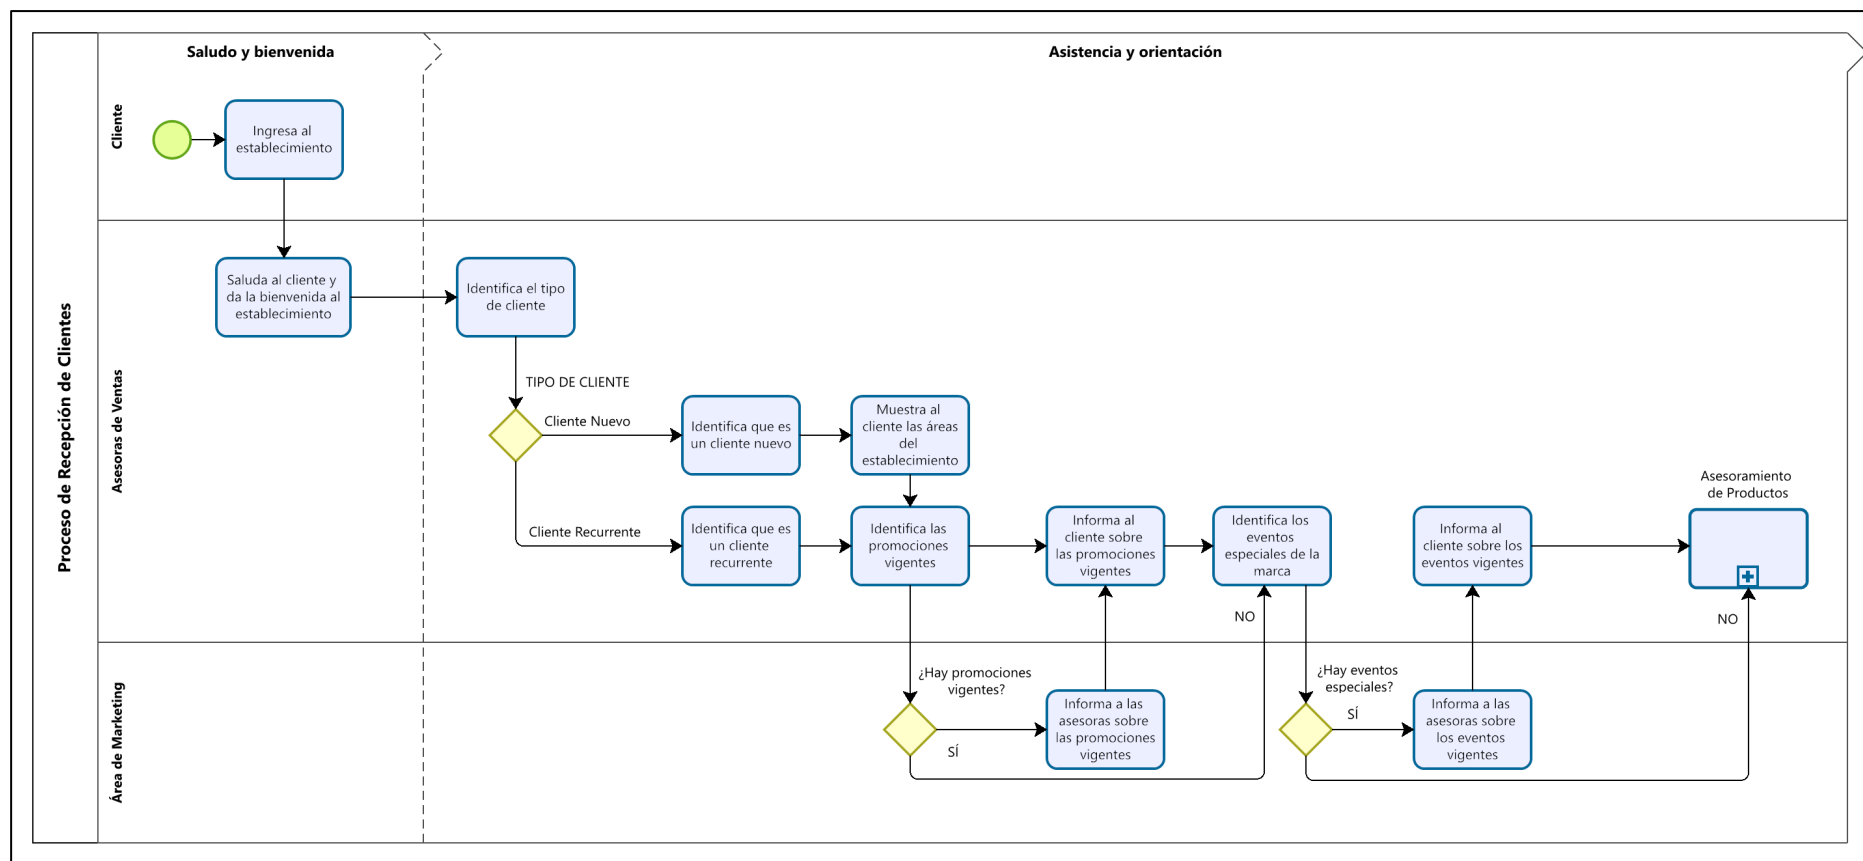 Proceso de Recepción de Clientes
Saludo y bienvenida
Asistencia y orientación
Cliente
Ingresa al
establecimiento
Asesoras de Ventas
Saluda al cliente y
da la bienvenida al
establecimiento
Identifica el tipo
de cliente
TIPO DE CLIENTE
Cliente Nuevo
Identifica que es
un cliente nuevo
Muestra al
cliente las áreas
del
establecimiento
Cliente Recurrente
Identifica que es
un cliente
recurrente
Identifica las
promociones
vigentes
Informa al
cliente sobre
las promociones
vigentes
Identifica los
eventos
especiales de la
marca
Informa al
cliente sobre los
eventos vigentes
Asesoramiento
de Productos
NO
NO
Área de Marketing
¿Hay promociones
vigentes?
SÍ
Informa a las
asesoras sobre
las promociones
vigentes
¿Hay eventos
especiales?
SÍ
Informa a las
asesoras sobre
los eventos
vigentes